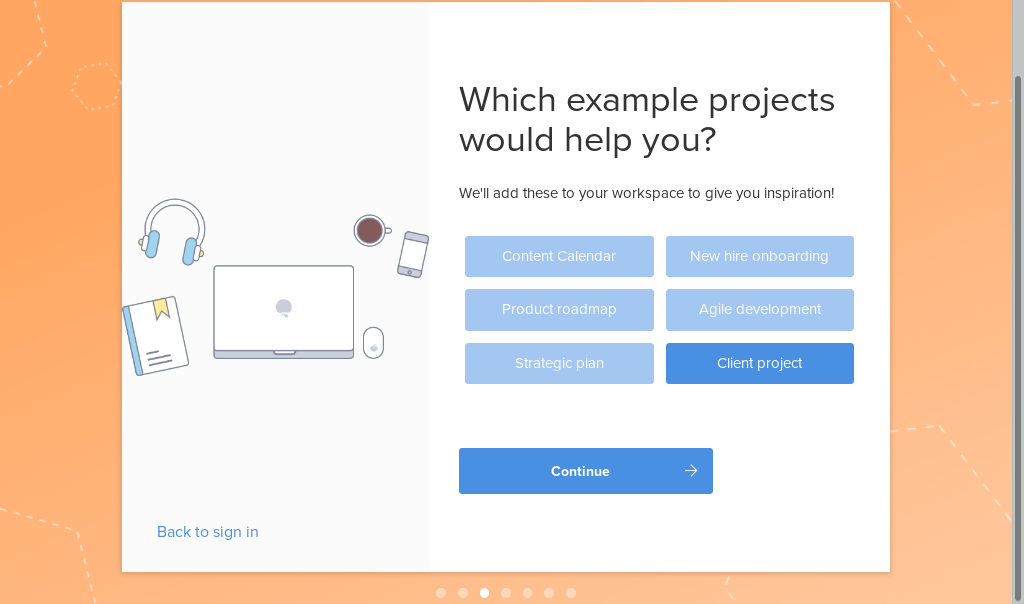 Which example projects
would help you?
We'll add these to your workspace to give you inspiration!
Content Calendar
New hire onboarding
Product roadmap
Agile development
Strategic plan
Client project
Continue
Back to sign in